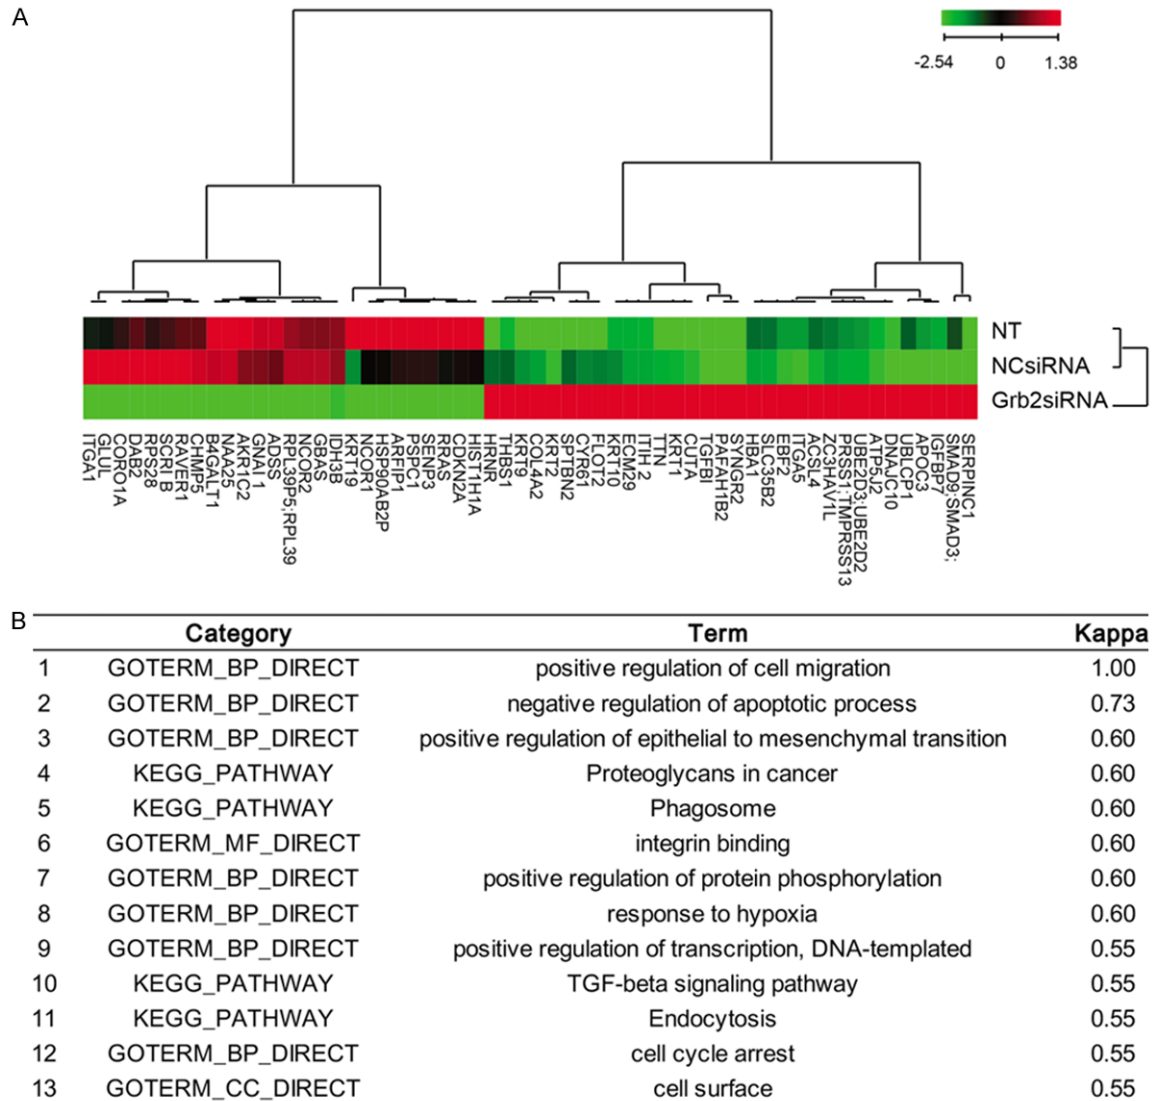 A
-2.54 0 1.38
NT
NCsiRNA
Grb2siRNA
ITGA1
GLUL
CORO1A
DAB2
RPS28
SCRIB
RAVER1
CHMP5
B4GALT1
NAA25
AKR1C2
GNAI 1
ADSS
RPL39P5;RPL39
NCOR2
GBAS
IDH3B
KRT19
NCOR1
HSP90AB2P
ARFIP1
PSPC1
SENP3
RRAS
CDKN2A
HIST1H1A
HRNR
THBS1
KRT9
COL4A2
KRT2
SPTBN2
CYR61
FLOT2
KRT10
ECM29
ITIH 2
TTN
KRT1
CUTA
TGFBI
PAFAH1B2
SYNGR2
HBA1
SLC35B2
EBF2
ITGA5
ACSL4
ZC3HAV1L
PRSS1;TMPRSS13
UBE2D3;UBE2D2
ATP5J2
DNAJC10
UBLCP1
APOC3
IGFBP7
SMAD9;SMAD3;
SERPINC1
B
Category Term Kappa
1 GOTERM_BP_DIRECT positive regulation of cell migration 1.00
2 GOTERM_BP_DIRECT negative regulation of apoptotic process 0.73
3 GOTERM_BP_DIRECT positive regulation of epithelial to mesenchymal transition 0.60
4 KEGG_PATHWAY Proteoglycans in cancer 0.60
5 KEGG_PATHWAY Phagosome 0.60
6 GOTERM_MF_DIRECT integrin binding 0.60
7 GOTERM_BP_DIRECT positive regulation of protein phosphorylation 0.60
8 GOTERM_BP_DIRECT response to hypoxia 0.60
9 GOTERM_BP_DIRECT positive regulation of transcription, DNA-templated 0.55
10 KEGG_PATHWAY TGF-beta signaling pathway 0.55
11 KEGG_PATHWAY Endocytosis 0.55
12 GOTERM_BP_DIRECT cell cycle arrest 0.55
13 GOTERM_CC_DIRECT cell surface 0.55